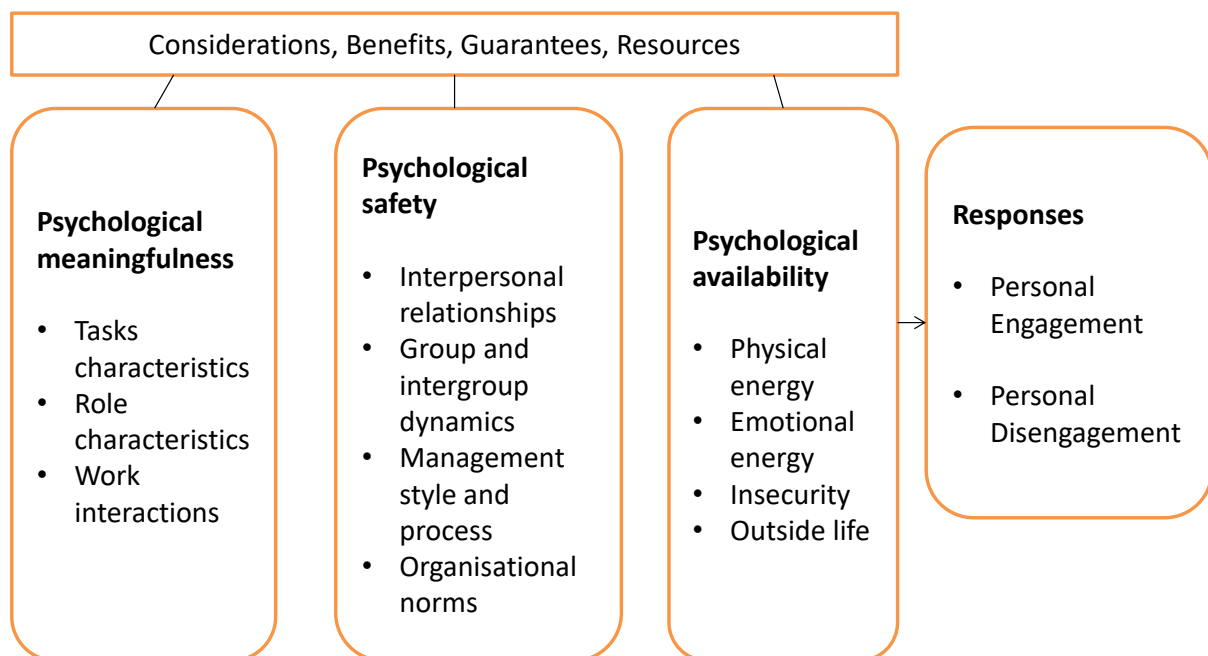 Considerations, Benefits, Guarantees, Resources
Psychological
meaningfulness
• Tasks
characteristics
• Role
characteristics
• Work
interactions
Psychological
safety
• Interpersonal
relationships
• Group and
intergroup
dynamics
• Management
style and
process
• Organisational
norms
Psychological
availability
• Physical
energy
• Emotional
energy
• Insecurity
• Outside life
Responses
• Personal
Engagement
• Personal
Disengagement